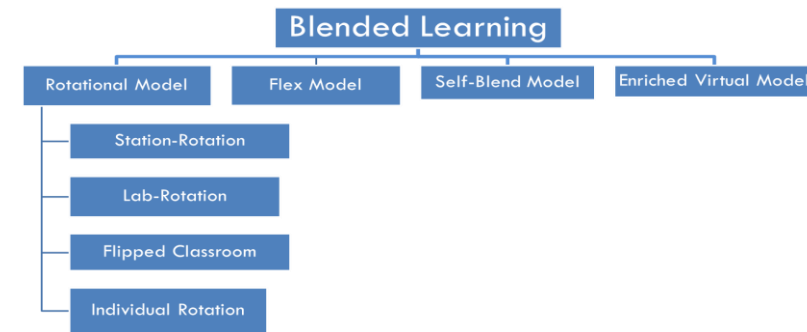 Blended Learning
Rotational Model
Flex Model
Self-Blend Model
Enriched Virtual Model
Station-Rotation
Lab-Rotation
Flipped Classroom
Individual Rotation